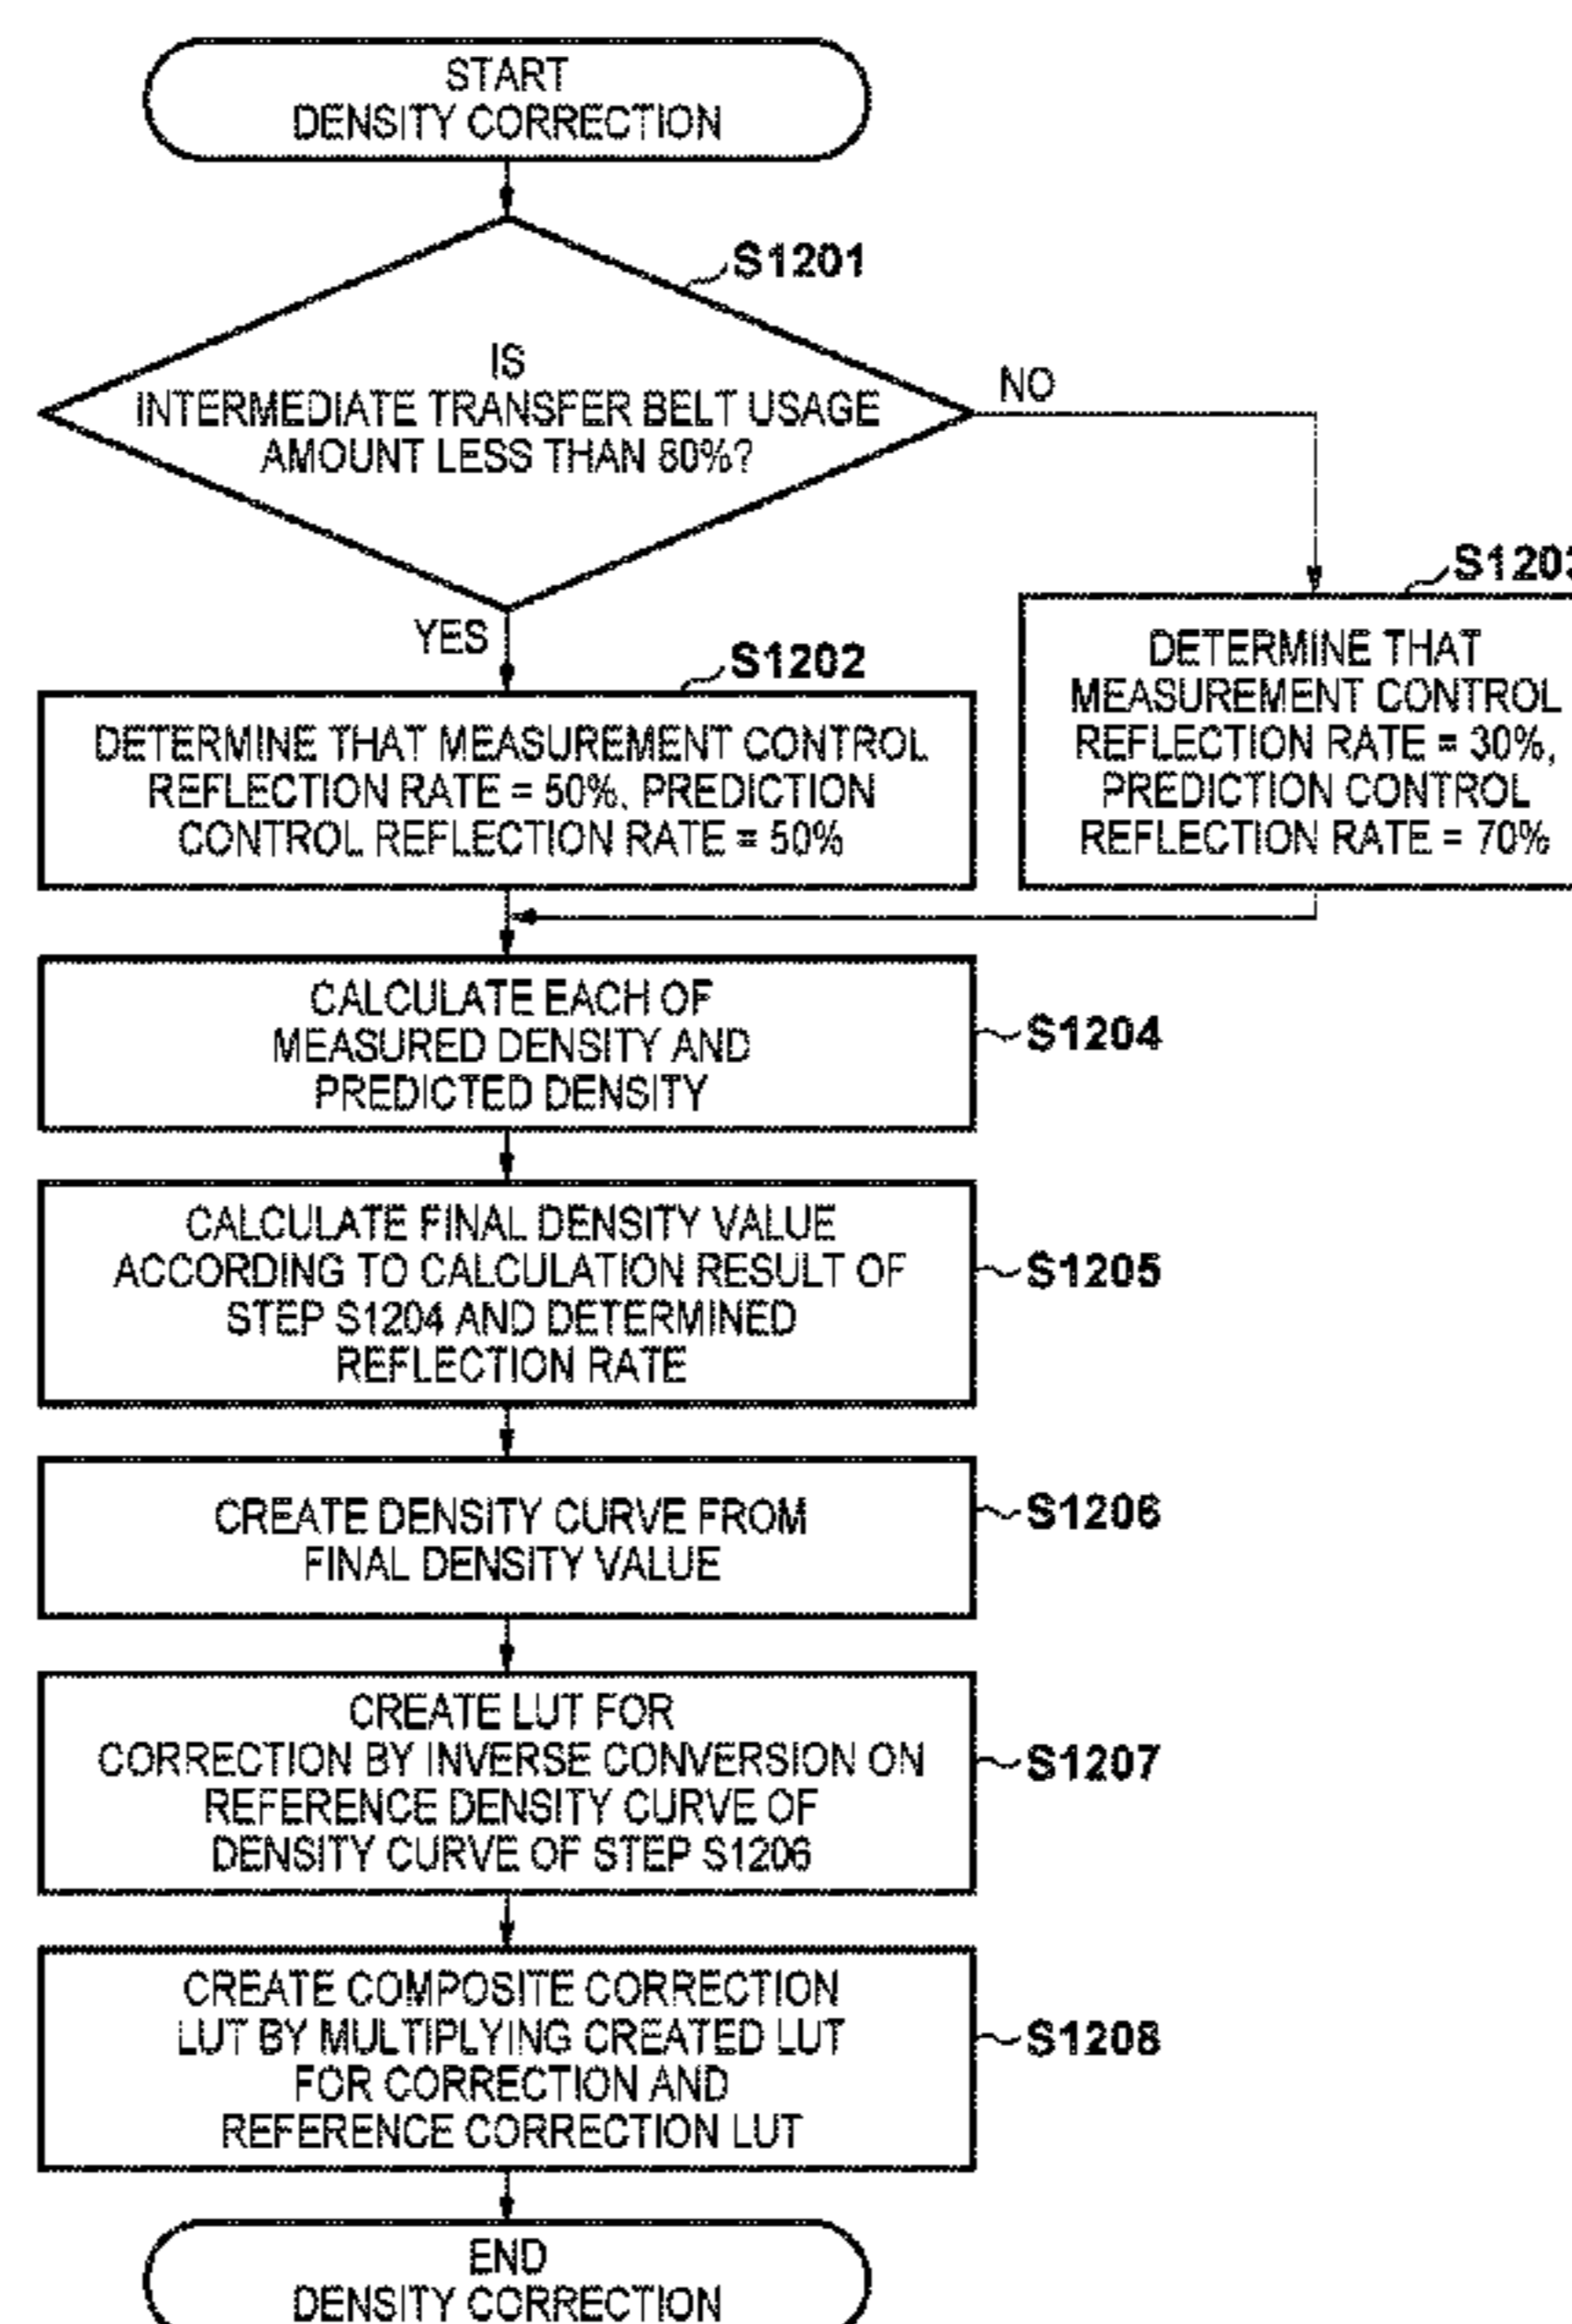 START
DENSITY CORRECTION
S1201
IS
INTERMEDIATE TRANSFER BELT USAGE
AMOUNT LESS THAN 80%?
NO
YES
S1202
DETERMINE THAT MEASUREMENT CONTROL
REFLECTION RATE = 50%, PREDICTION
CONTROL REFLECTION RATE = 50%
S1203
DETERMINE THAT
MEASUREMENT CONTROL
REFLECTION RATE = 30%,
PREDICTION CONTROL
REFLECTION RATE = 70%
CALCULATE EACH OF
MEASURED DENSITY AND
PREDICTED DENSITY
S1204
CALCULATE FINAL DENSITY VALUE
ACCORDING TO CALCULATION RESULT OF
STEP S1204 AND DETERMINED
REFLECTION RATE
S1205
CREATE DENSITY CURVE FROM
FINAL DENSITY VALUE
S1206
CREATE LUT FOR
CORRECTION BY INVERSE CONVERSION ON
REFERENCE DENSITY CURVE OF
DENSITY CURVE OF STEP S1206
S1207
CREATE COMPOSITE CORRECTION
LUT BY MULTIPLYING CREATED LUT
FOR CORRECTION AND
REFERENCE CORRECTION LUT
S1208
END
DENSITY CORRECTION